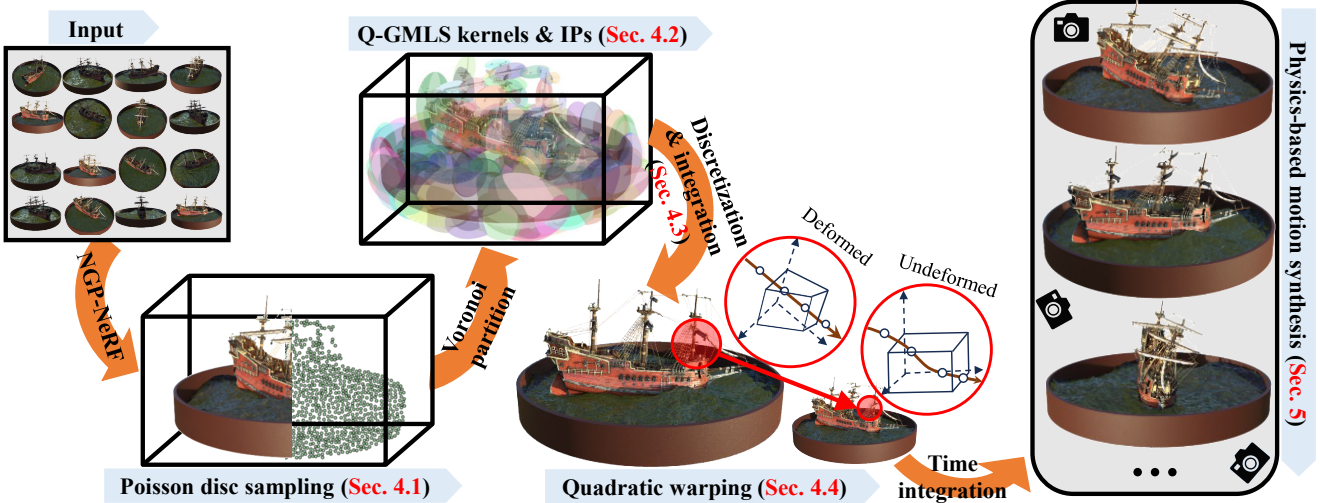 Input
NGP-NeRF
Poisson disc sampling (Sec. 4.1)
Voronoi
partition
Q-GMLS kernels & IPs (Sec. 4.2)
Discretization
& integration
(Sec. 4.3)
Deformed
Undeformed
Quadratic warping (Sec. 4.4)
Time
integration
Physics-based motion synthesis (Sec. 5)